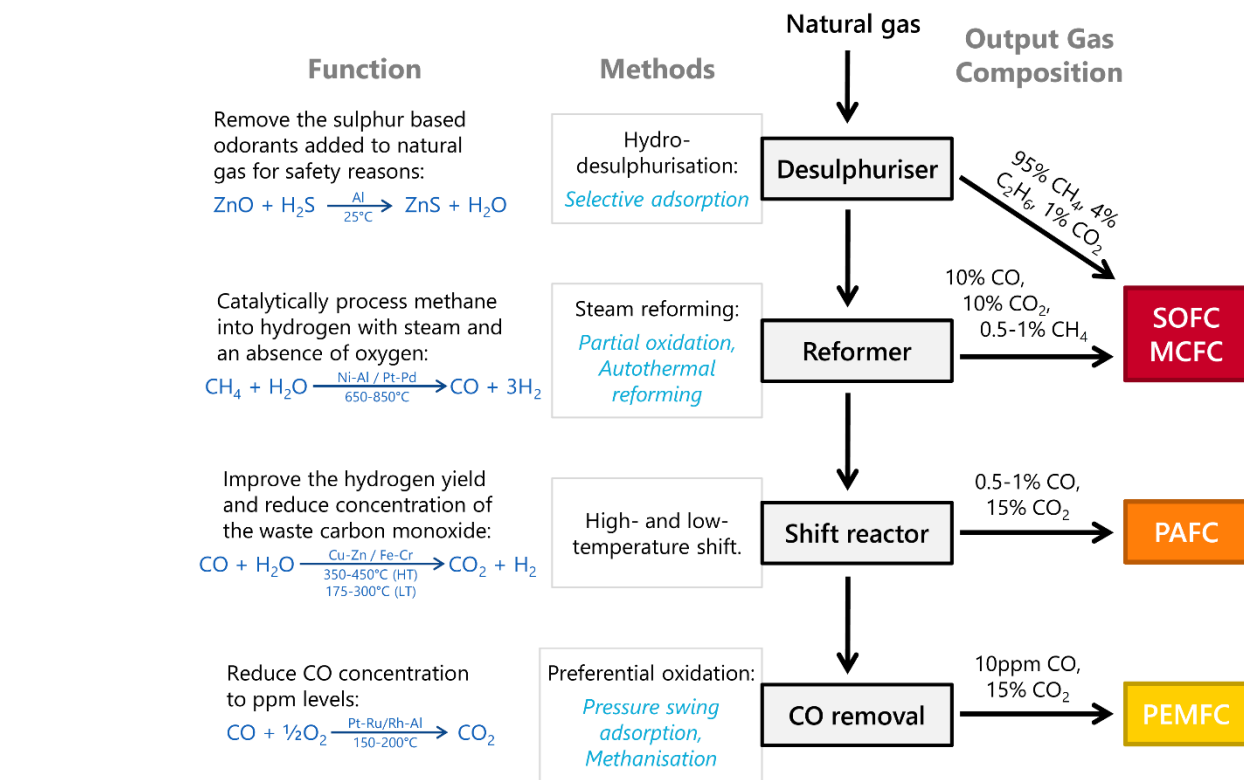 Natural gas
Function
Methods
Output Gas
Composition
Remove the sulphur based
odorants added to natural
gas for safety reasons:
ZnO + H₂S Al 25°C ZnS + H₂O
Hydro-
desulphurisation:
Selective adsorption
Desulphuriser
95% CH₄, 4%
C₂H₆, 1% CO₂
Catalytically process methane
into hydrogen with steam and
an absence of oxygen:
CH₄ + H₂O Ni-Al / Pt-Pd 650-850°C CO + 3H₂
Steam reforming:
Partial oxidation,
Autothermal
reforming
Reformer
10% CO,
10% CO₂,
0.5-1% CH₄
SOFC
MCFC
Improve the hydrogen yield
and reduce concentration of
the waste carbon monoxide:
CO + H₂O Cu-Zn / Fe-Cr 350-450°C (HT) 175-300°C (LT) CO₂ + H₂
High- and low-
temperature shift.
Shift reactor
0.5-1% CO,
15% CO₂
PAFC
Reduce CO concentration
to ppm levels:
CO + ½O₂ Pt-Ru/Rh-Al 150-200°C CO₂
Preferential oxidation:
Pressure swing
adsorption,
Methanisation
CO removal
10ppm CO,
15% CO₂
PEMFC